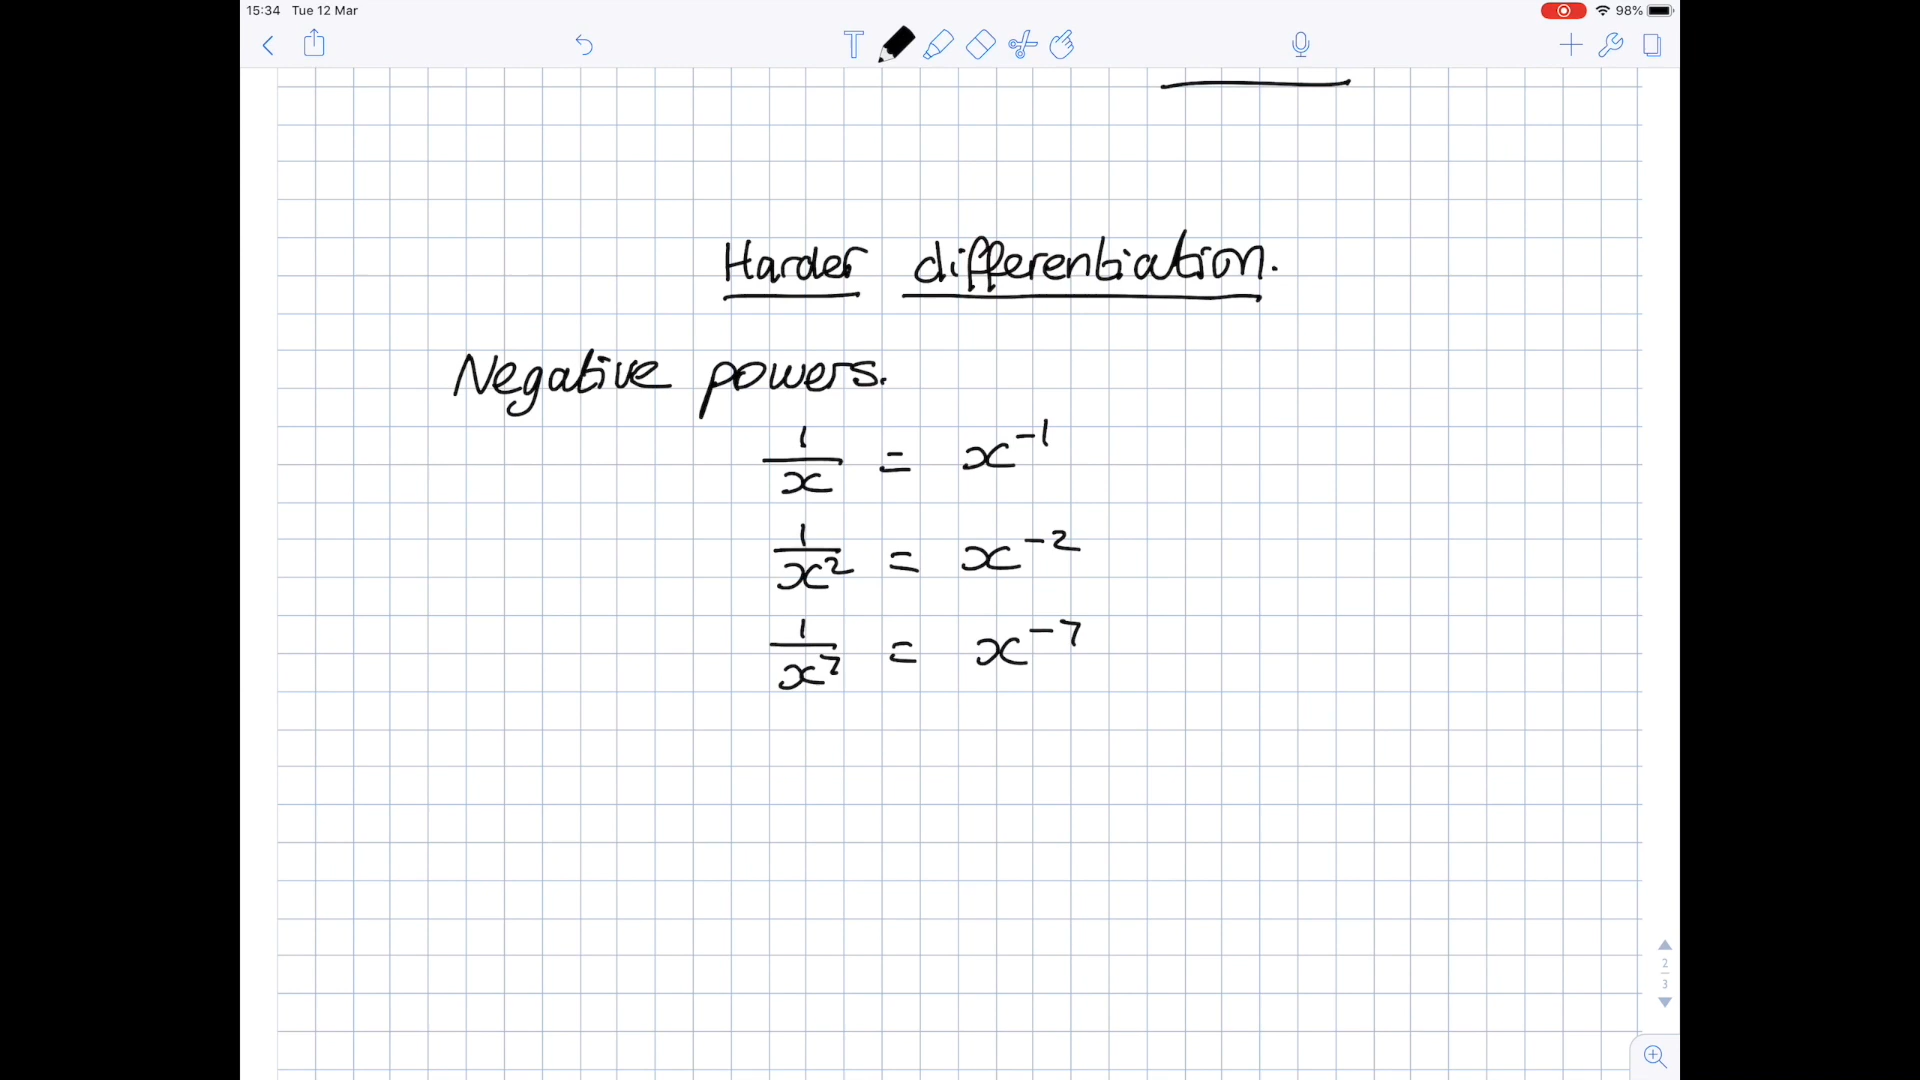 15:34 Tue 12 Mar 98%
T
Harder differentiation.
Negative powers.
1/x = x⁻¹
1/x² = x⁻²
1/x⁷ = x⁻⁷
2
3